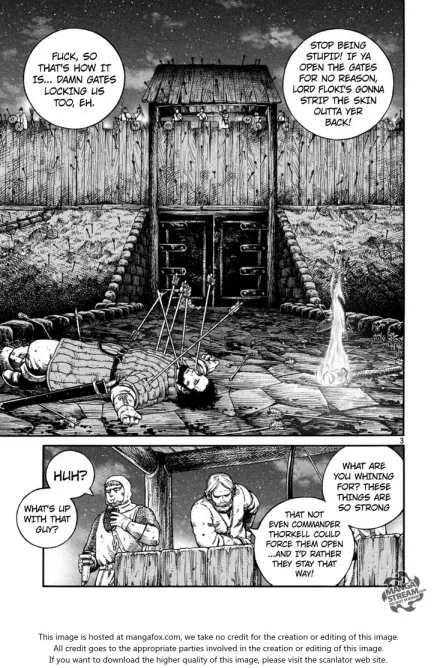 FUCK, SO
THAT'S HOW IT
IS... DAMN GATES
LOCKING US
TOO, EH.
STOP BEING
STUPID! IF YA
OPEN THE GATES
FOR NO REASON,
LORD FLOKI'S GONNA
STRIP THE SKIN
OUTTA YER
BACK!
3
HUH?
WHAT'S UP
WITH THAT
GUY?
WHAT ARE
YOU WHINING
FOR? THESE
THINGS ARE
SO STRONG
THAT NOT
EVEN COMMANDER
THORKELL COULD
FORCE THEM OPEN
...AND I'D RATHER
THEY STAY THAT
WAY!
MANGA
STREAM
This image is hosted at mangafox.com, we take no credit for the creation or editing of this image.
All credit goes to the appropriate parties involved in the creation or editing of this image.
If you want to download the higher quality of this image, please visit the scanlator web site.